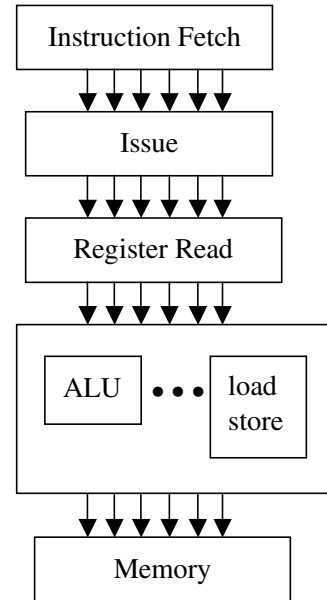 Instruction Fetch
Issue
Register Read
ALU
load
store
Memory